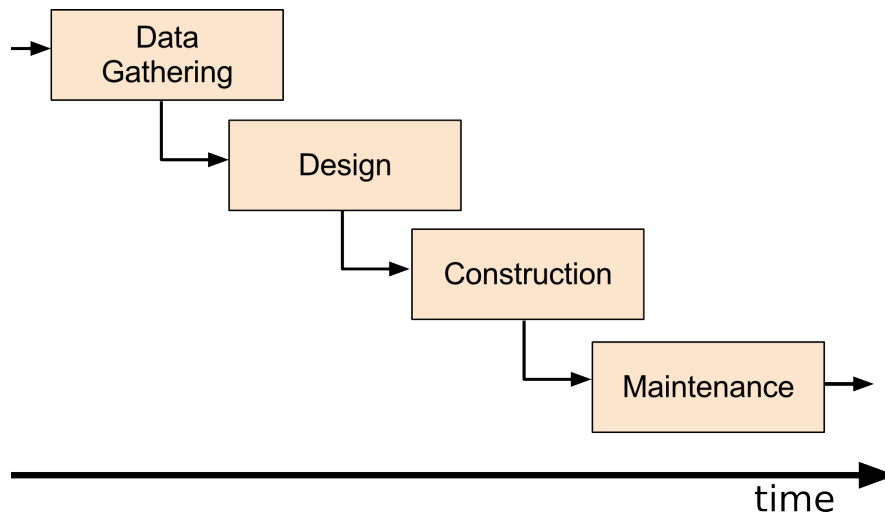 Data
Gathering
Design
Construction
Maintenance
time